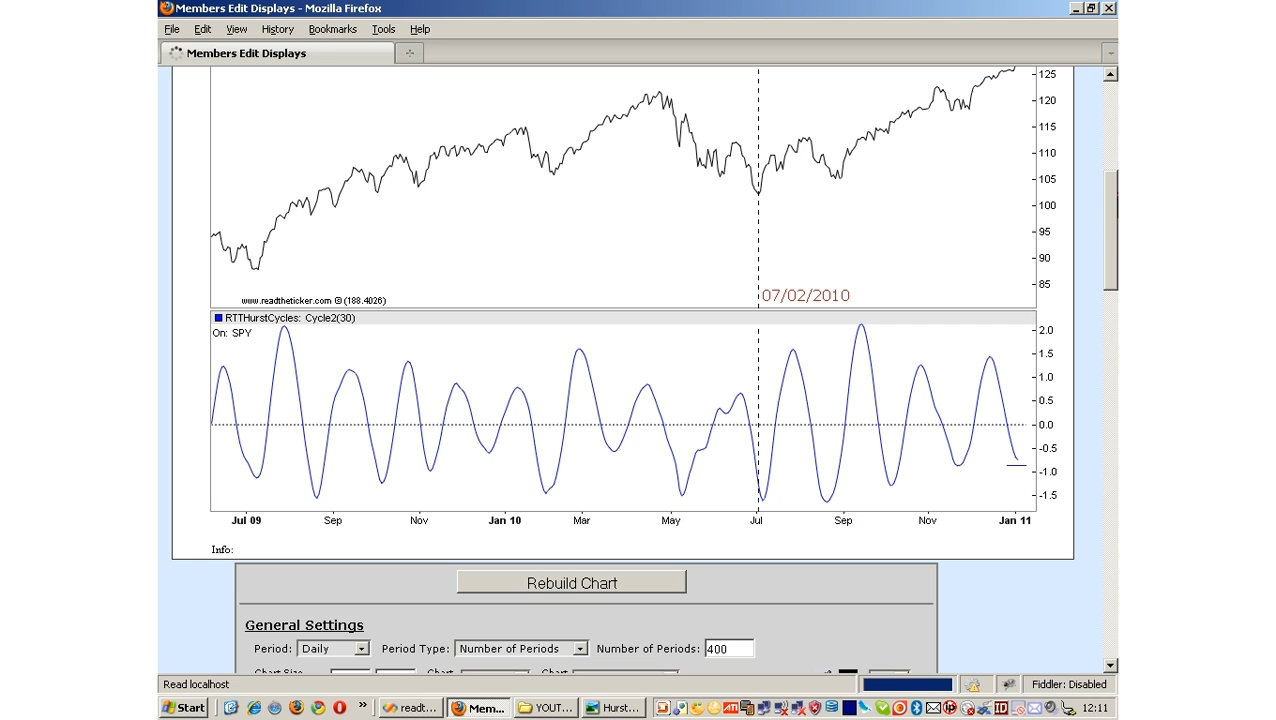 Members Edit Displays - Mozilla Firefox
File Edit View History Bookmarks Tools Help
Members Edit Displays
125
120
115
110
105
100
95
90
85
www.readtheticker.com @ (188.4026)
07/02/2010
RTTHurstCycles: Cycle2(30)
On: SPY
2.0
1.5
1.0
0.5
0.0
-0.5
-1.0
-1.5
Jul 09 Sep Nov Jan 10 Mar May Jul Sep Nov Jan 11
Info:
Rebuild Chart
General Settings
Period: Daily Period Type: Number of Periods Number of Periods: 400
Read localhost Fiddler: Disabled
Start readt... Mem... YOUT... Hurst... 12:11